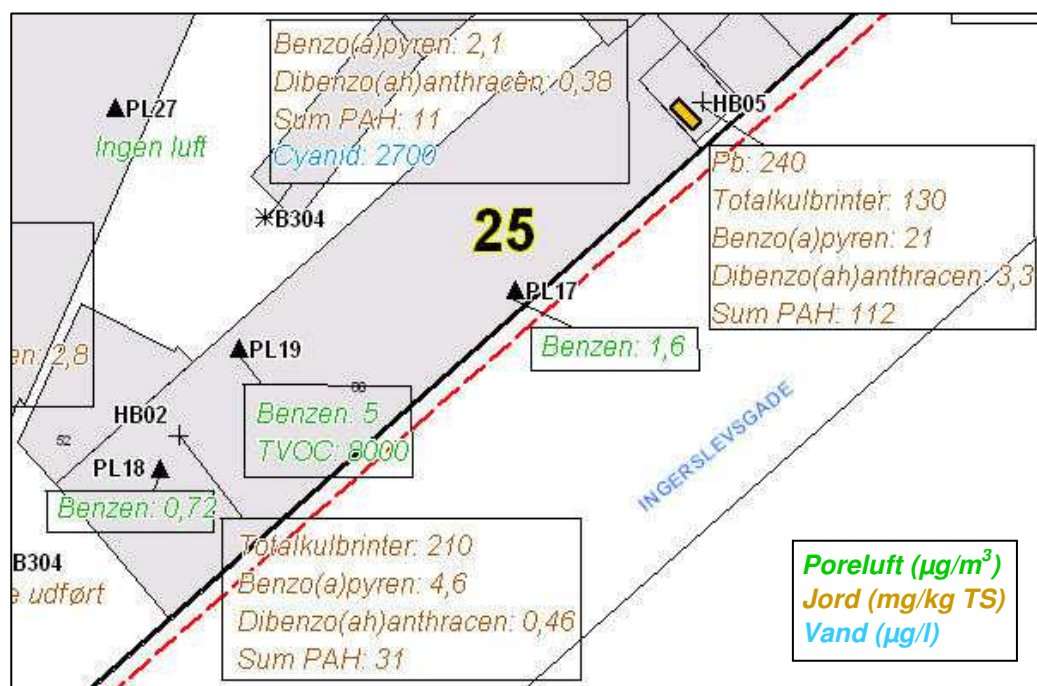 Benzo(a)pyren: 2,1
Dibenzo(ah)anthracen: 0,38
Sum PAH: 11
Cyanid: 2700
PL27
Ingen luft
HB05
Pb: 240
Totalkulbrinter: 130
Benzo(a)pyren: 21
Dibenzo(ah)anthracen: 3,3
Sum PAH: 112
B304
25
PL17
Benzen: 1,6
en: 2,8
PL19
Benzen: 5
TVOC: 8000
HB02
52
PL18
Benzen: 0,72
INGERSLEVSGADE
Totalkulbrinter: 210
Benzo(a)pyren: 4,6
Dibenzo(ah)anthracen: 0,46
Sum PAH: 31
B304
e udført
Poreluft (µg/m³)
Jord (mg/kg TS)
Vand (µg/l)